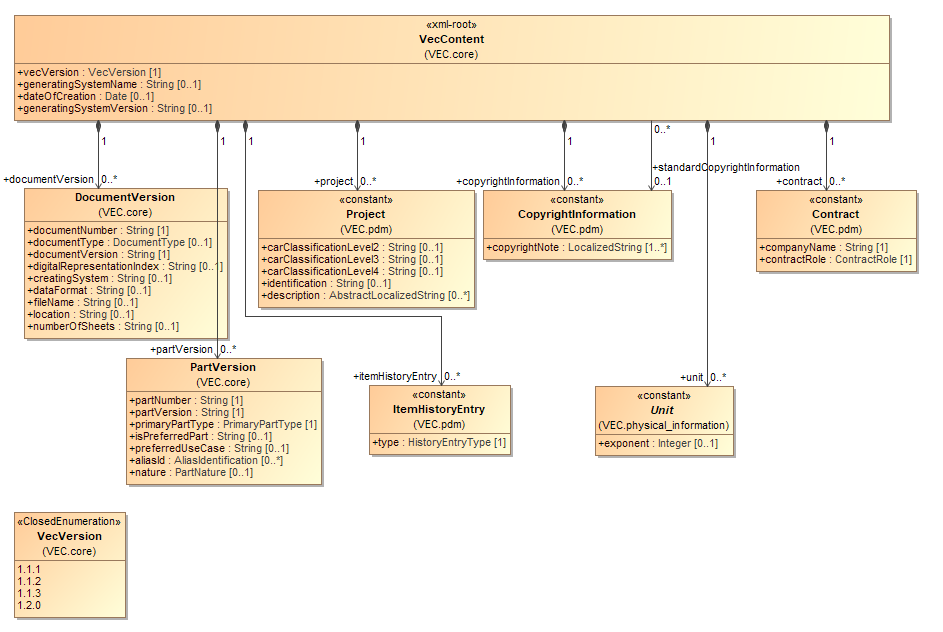 «xml-root»
VecContent
(VEC.core)
+vecVersion : VecVersion [1]
+generatingSystemName : String [0..1]
+dateOfCreation : Date [0..1]
+generatingSystemVersion : String [0..1]
1
1
1
1
1
0..*
1
1
+documentVersion
0..*
+project
0..*
+copyrightInformation
0..*
+standardCopyrightInformation
0..1
+contract
0..*
DocumentVersion
(VEC.core)
+documentNumber : String [1]
+documentType : DocumentType [0..1]
+documentVersion : String [1]
+digitalRepresentationIndex : String [0..1]
+creatingSystem : String [0..1]
+dataFormat : String [0..1]
+fileName : String [0..1]
+location : String [0..1]
+numberOfSheets : String [0..1]
«constant»
Project
(VEC.pdm)
+carClassificationLevel2 : String [0..1]
+carClassificationLevel3 : String [0..1]
+carClassificationLevel4 : String [0..1]
+identification : String [0..1]
+description : AbstractLocalizedString [0..*]
«constant»
CopyrightInformation
(VEC.pdm)
+copyrightNote : LocalizedString [1..*]
«constant»
Contract
(VEC.pdm)
+companyName : String [1]
+contractRole : ContractRole [1]
+partVersion
0..*
+itemHistoryEntry
0..*
+unit
0..*
PartVersion
(VEC.core)
+partNumber : String [1]
+partVersion : String [1]
+primaryPartType : PrimaryPartType [1]
+isPreferredPart : String [0..1]
+preferredUseCase : String [0..1]
+aliasId : AliasIdentification [0..*]
+nature : PartNature [0..1]
«constant»
ItemHistoryEntry
(VEC.pdm)
+type : HistoryEntryType [1]
«constant»
Unit
(VEC.physical_information)
+exponent : Integer [0..1]
«ClosedEnumeration»
VecVersion
(VEC.core)
1.1.1
1.1.2
1.1.3
1.2.0